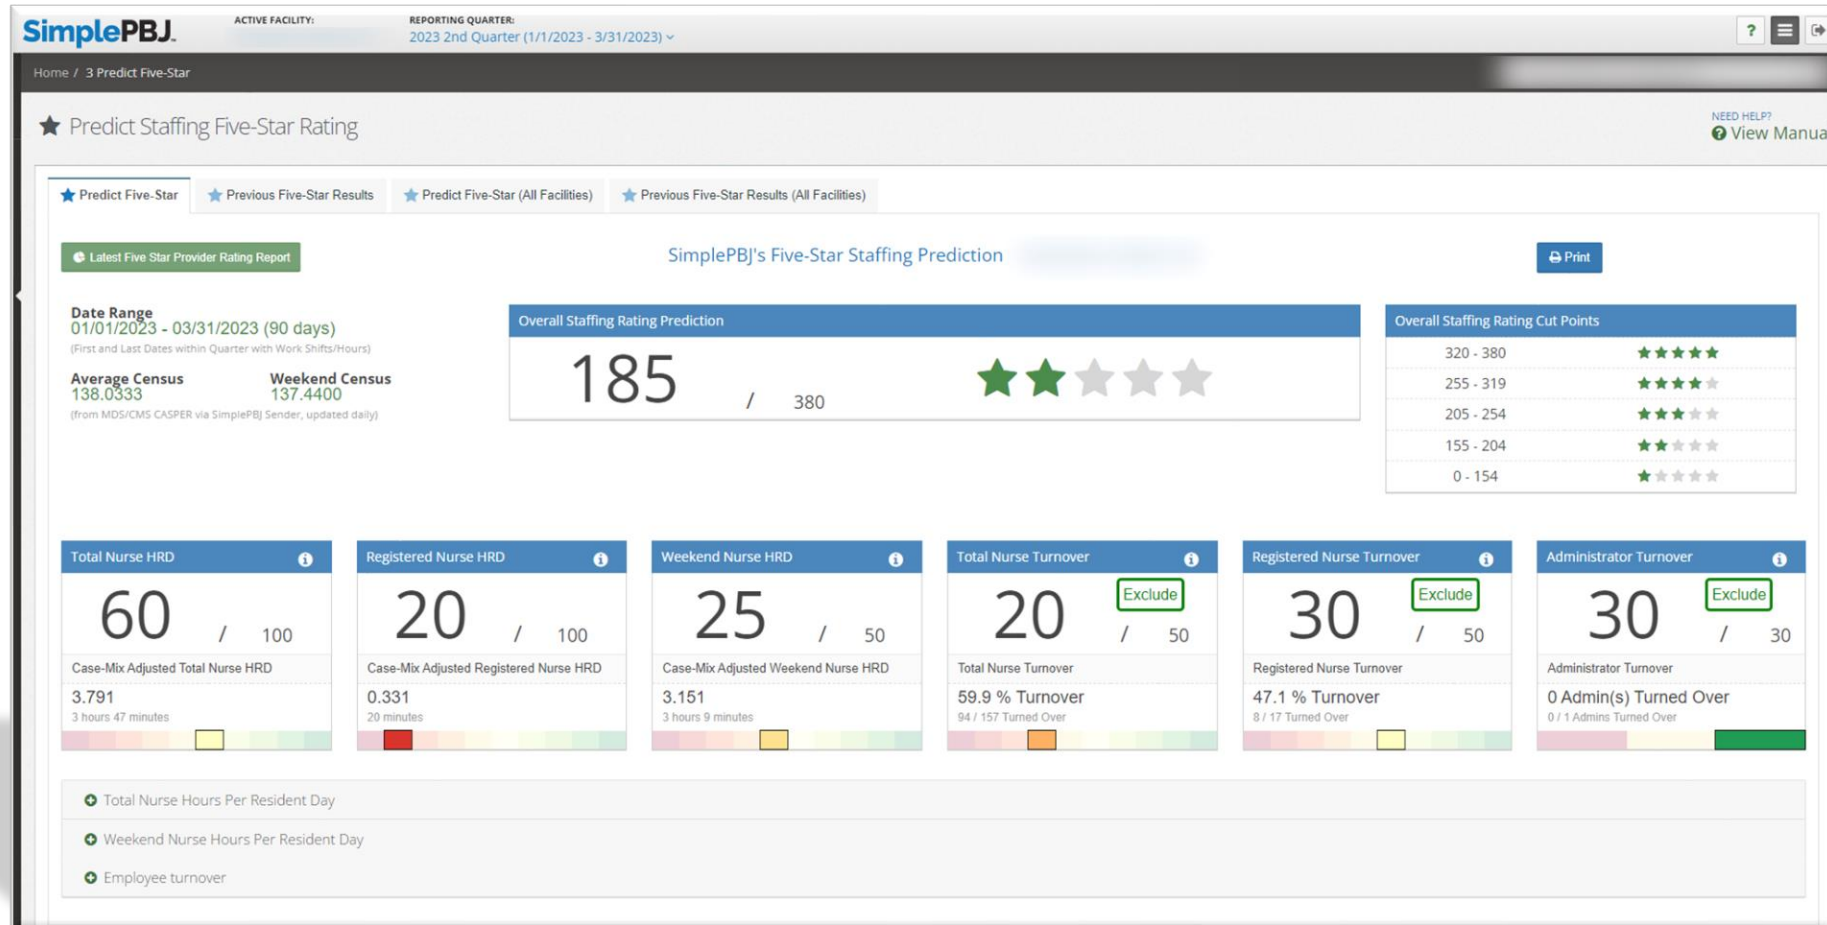 SimplePBJ.
ACTIVE FACILITY:
REPORTING QUARTER:
2023 2nd Quarter (1/1/2023 - 3/31/2023)
?
Home / 3 Predict Five-Star
Predict Staffing Five-Star Rating
NEED HELP?
View Manua
Predict Five-Star
Previous Five-Star Results
Predict Five-Star (All Facilities)
Previous Five-Star Results (All Facilities)
Latest Five Star Provider Rating Report
SimplePBJ's Five-Star Staffing Prediction
Print
Date Range
01/01/2023 - 03/31/2023 (90 days)
(First and Last Dates within Quarter with Work Shifts/Hours)
Average Census
138.0333
Weekend Census
137.4400
(from MDS/CMS CASPER via SimplePBJ Sender, updated daily)
Overall Staffing Rating Prediction
185 / 380
Overall Staffing Rating Cut Points
320 - 380
255 - 319
205 - 254
155 - 204
0 - 154
Total Nurse HRD
60 / 100
Case-Mix Adjusted Total Nurse HRD
3.791
3 hours 47 minutes
Registered Nurse HRD
20 / 100
Case-Mix Adjusted Registered Nurse HRD
0.331
20 minutes
Weekend Nurse HRD
25 / 50
Case-Mix Adjusted Weekend Nurse HRD
3.151
3 hours 9 minutes
Total Nurse Turnover
Exclude
20 / 50
Total Nurse Turnover
59.9 % Turnover
94 / 157 Turned Over
Registered Nurse Turnover
Exclude
30 / 50
Registered Nurse Turnover
47.1 % Turnover
8 / 17 Turned Over
Administrator Turnover
Exclude
30 / 30
Administrator Turnover
0 Admin(s) Turned Over
0 / 1 Admins Turned Over
Total Nurse Hours Per Resident Day
Weekend Nurse Hours Per Resident Day
Employee turnover